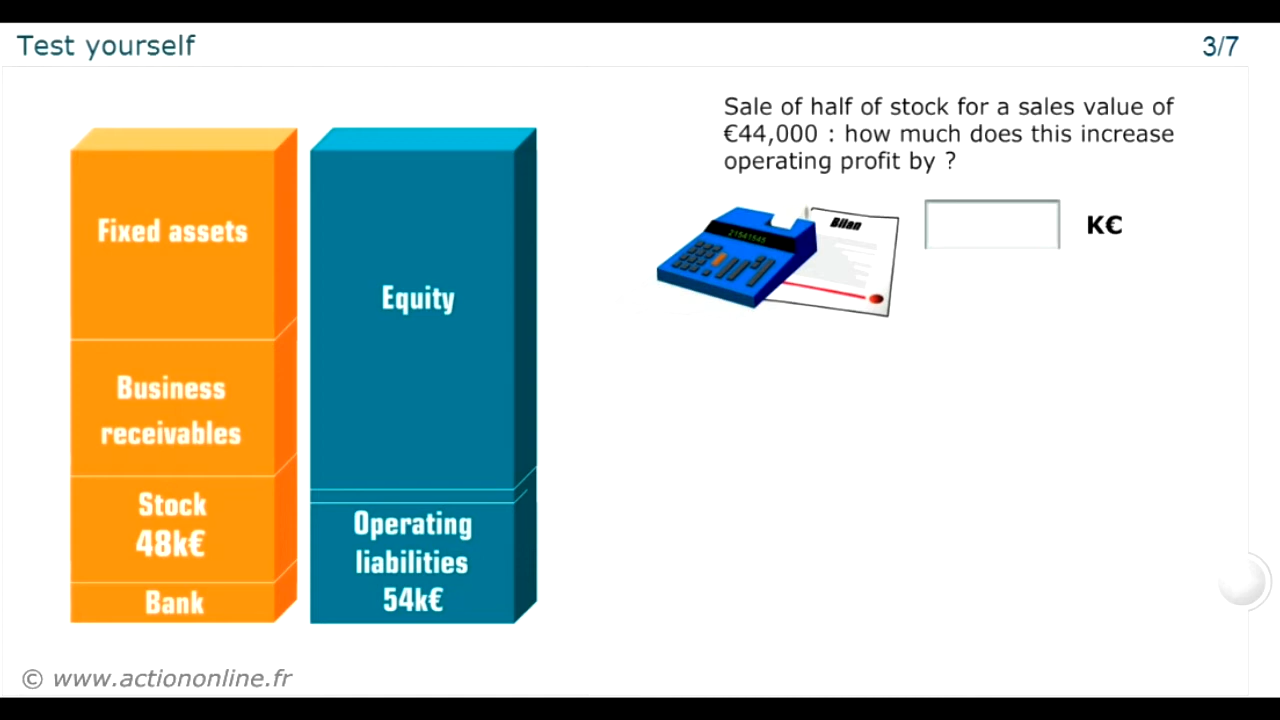 Test yourself
3/7
Sale of half of stock for a sales value of
€44,000 : how much does this increase
operating profit by ?
Fixed assets
Business
receivables
Stock
48k€
Bank
Equity
Operating
liabilities
54k€
21541545
Bilan
K€
© www.actiononline.fr